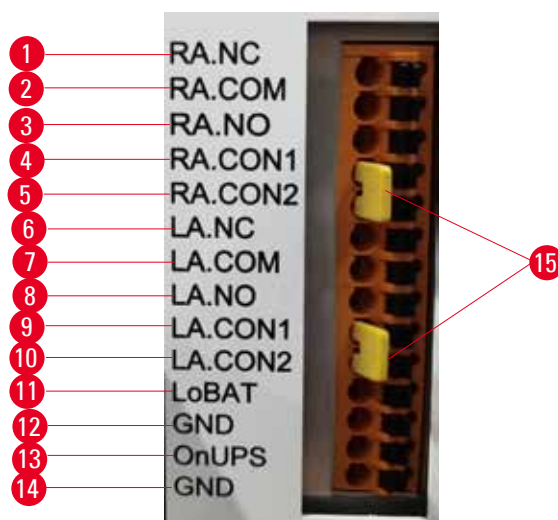 1 RA.NC
2 RA.COM
3 RA.NO
4 RA.CON1
5 RA.CON2
6 LA.NC
7 LA.COM
8 LA.NO
9 LA.CON1
10 LA.CON2
11 LoBAT
12 GND
13 OnUPS
14 GND
15